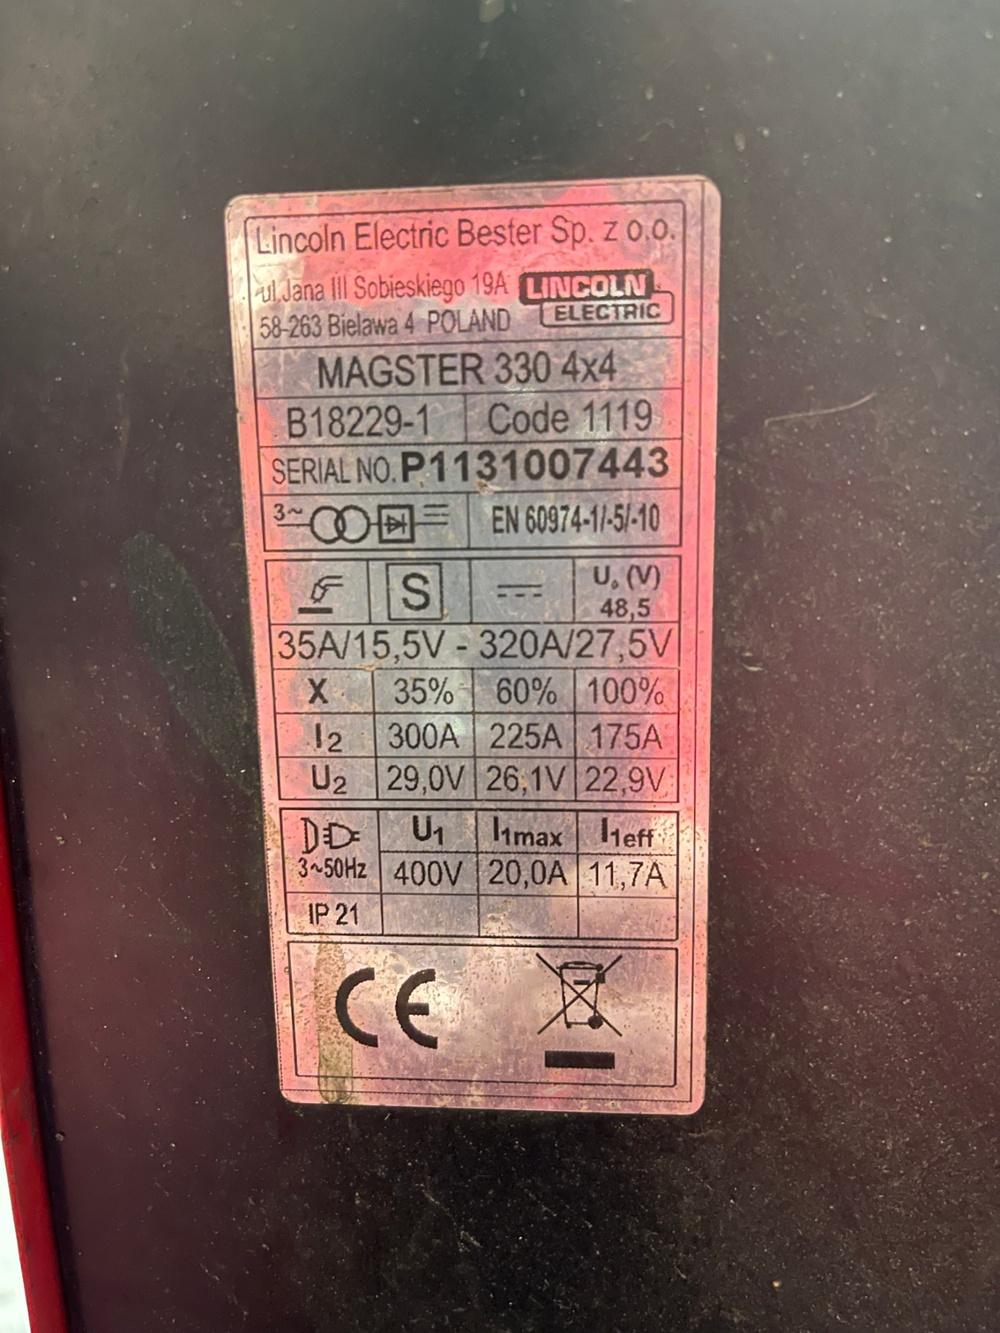 Lincoln Electric Bester Sp. z o.o.
ul.Jana III Sobieskiego 19A
58-263 Bielawa 4 POLAND
LINCOLN
ELECTRIC
MAGSTER 330 4x4
B18229-1 Code 1119
SERIAL NO. P1131007443
3~ EN 60974-1/-5/-10
S U₀ (V)
48,5
35A/15,5V - 320A/27,5V
X 35% 60% 100%
I2 300A 225A 175A
U2 29,0V 26,1V 22,9V
U1 I1max I1eff
3~50Hz 400V 20,0A 11,7A
IP 21
CE